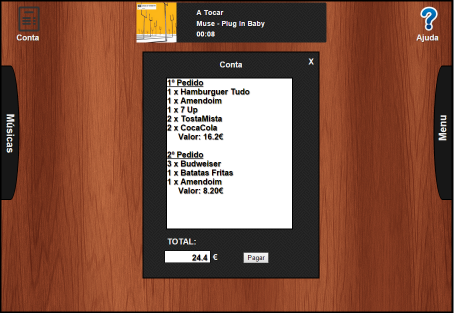 A Tocar
Muse - Plug In Baby
00:08
Conta
Ajuda
Músicas
Menu
Conta
X
1º Pedido
1 x Hamburguer Tudo
1 x Amendoim
1 x 7 Up
2 x TostaMista
2 x CocaCola
Valor: 16.2€
2º Pedido
3 x Budweiser
1 x Batatas Fritas
1 x Amendoim
Valor: 8.20€
TOTAL:
24.4 €
Pagar